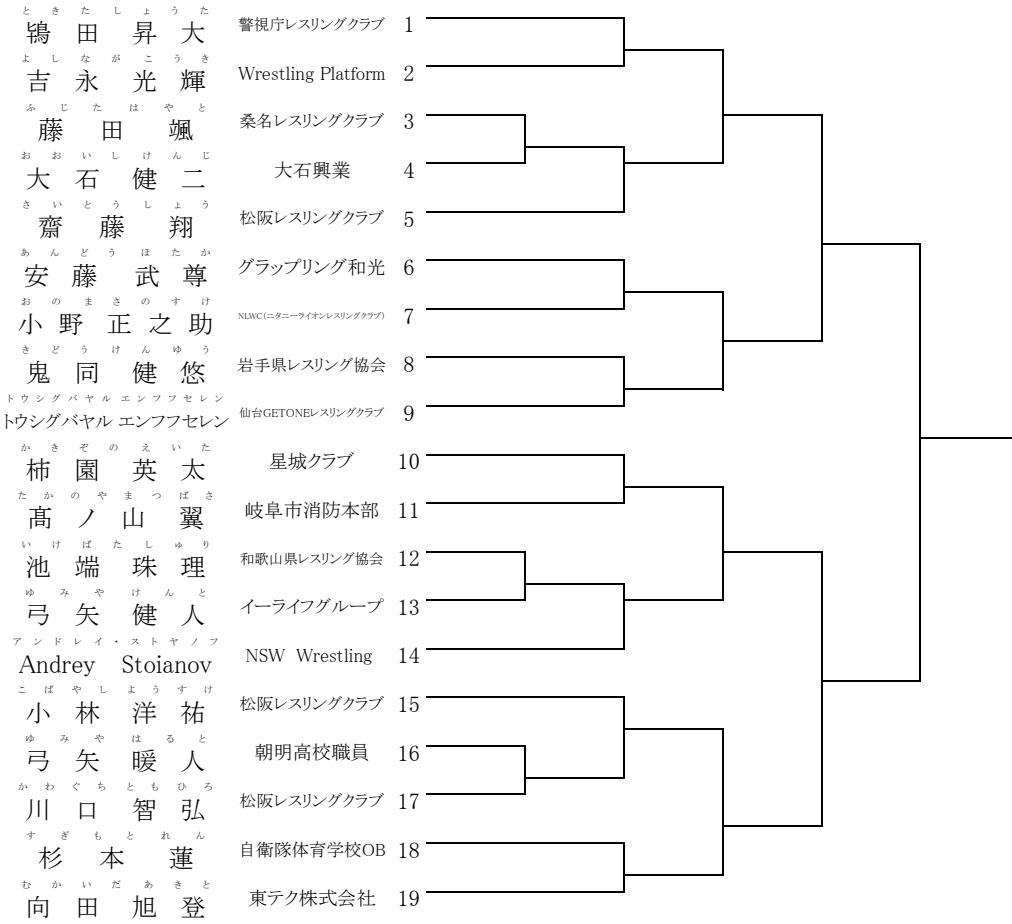 ときたしょうた
鴇田昇大 警視庁レスリングクラブ 1
よしながこうき
吉永光輝 Wrestling Platform 2
ふじたはやと
藤田颯 桑名レスリングクラブ 3
おおいしけんじ
大石健二 大石興業 4
さいとうしょう
齋藤翔 松阪レスリングクラブ 5
あんどうほたか
安藤武尊 グラップリング和光 6
おのまさのすけ
小野正之助 NLWC(ニタニーライオンレスリングクラブ) 7
きどうけんゆう
鬼同健悠 岩手県レスリング協会 8
トウシグバヤル エンフフセレン
トウシグバヤル エンフフセレン 仙台GETONEレスリングクラブ 9
かきぞのえいた
柿園英太 星城クラブ 10
たかのやまつばさ
髙ノ山翼 岐阜市消防本部 11
いけばたしゅり
池端珠理 和歌山県レスリング協会 12
ゆみやけんと
弓矢健人 イーライフグループ 13
アンドレイ・ストヤノフ
Andrey Stoianov NSW Wrestling 14
こばやしようすけ
小林洋祐 松阪レスリングクラブ 15
ゆみやはると
弓矢暖人 朝明高校職員 16
かわぐちともひろ
川口智弘 松阪レスリングクラブ 17
すぎもとれん
杉本蓮 自衛隊体育学校OB 18
むかいだあきと
向田旭登 東テク株式会社 19